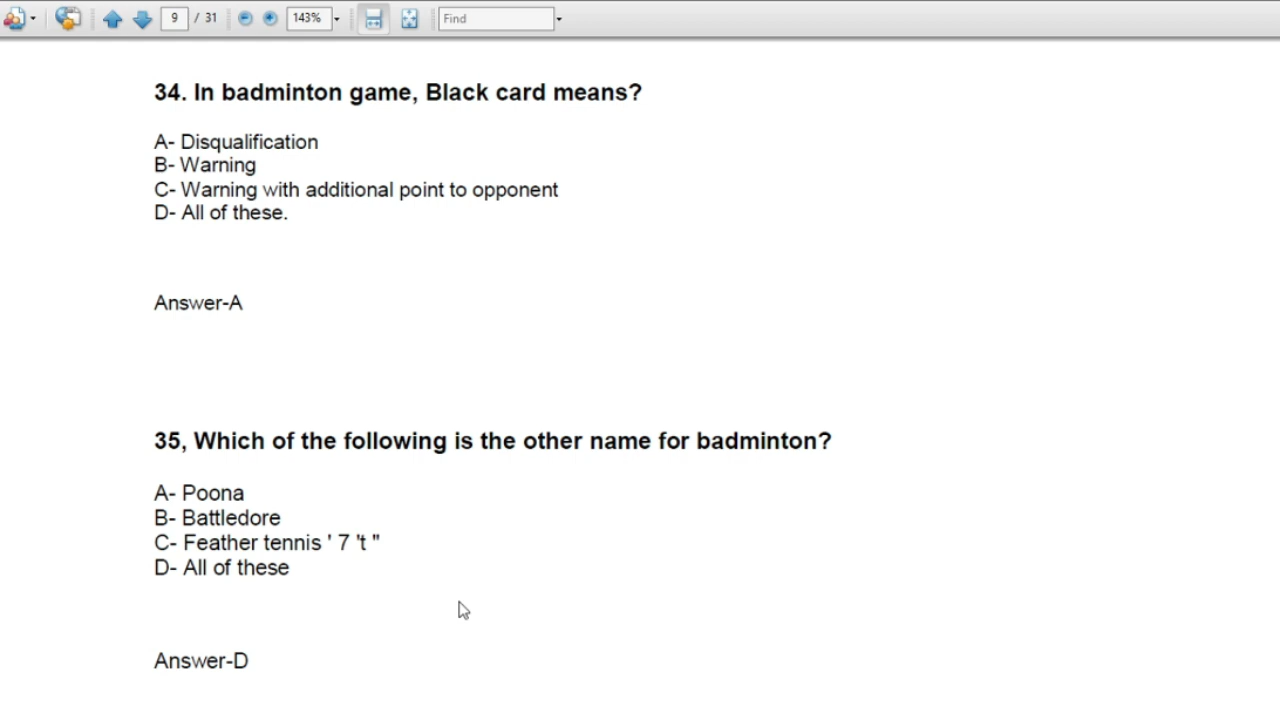 9 / 31 143% Find
34. In badminton game, Black card means?
A- Disqualification
B- Warning
C- Warning with additional point to opponent
D- All of these.
Answer-A
35, Which of the following is the other name for badminton?
A- Poona
B- Battledore
C- Feather tennis ' 7 't "
D- All of these
Answer-D